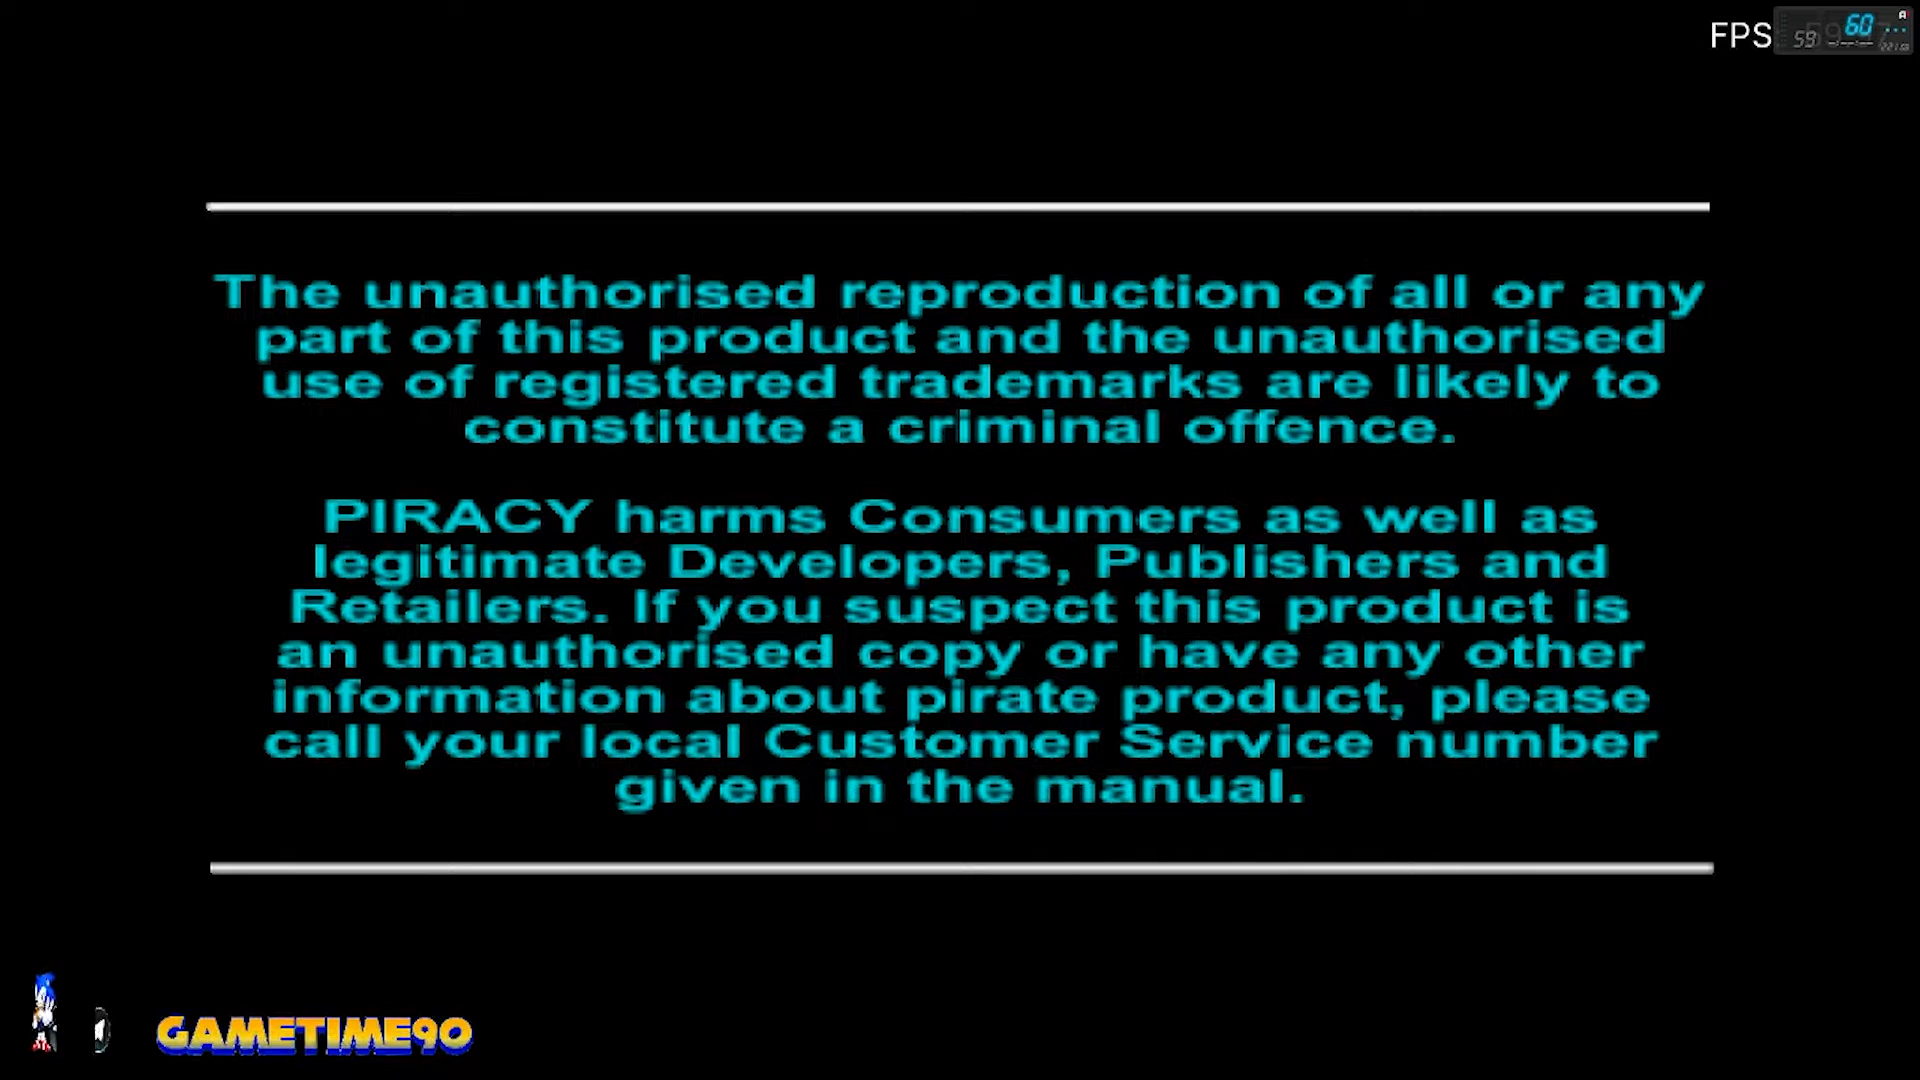 FPS
60
59
The unauthorised reproduction of all or any
part of this product and the unauthorised
use of registered trademarks are likely to
constitute a criminal offence.
PIRACY harms Consumers as well as
legitimate Developers, Publishers and
Retailers. If you suspect this product is
an unauthorised copy or have any other
information about pirate product, please
call your local Customer Service number
given in the manual.
GAMETIME90